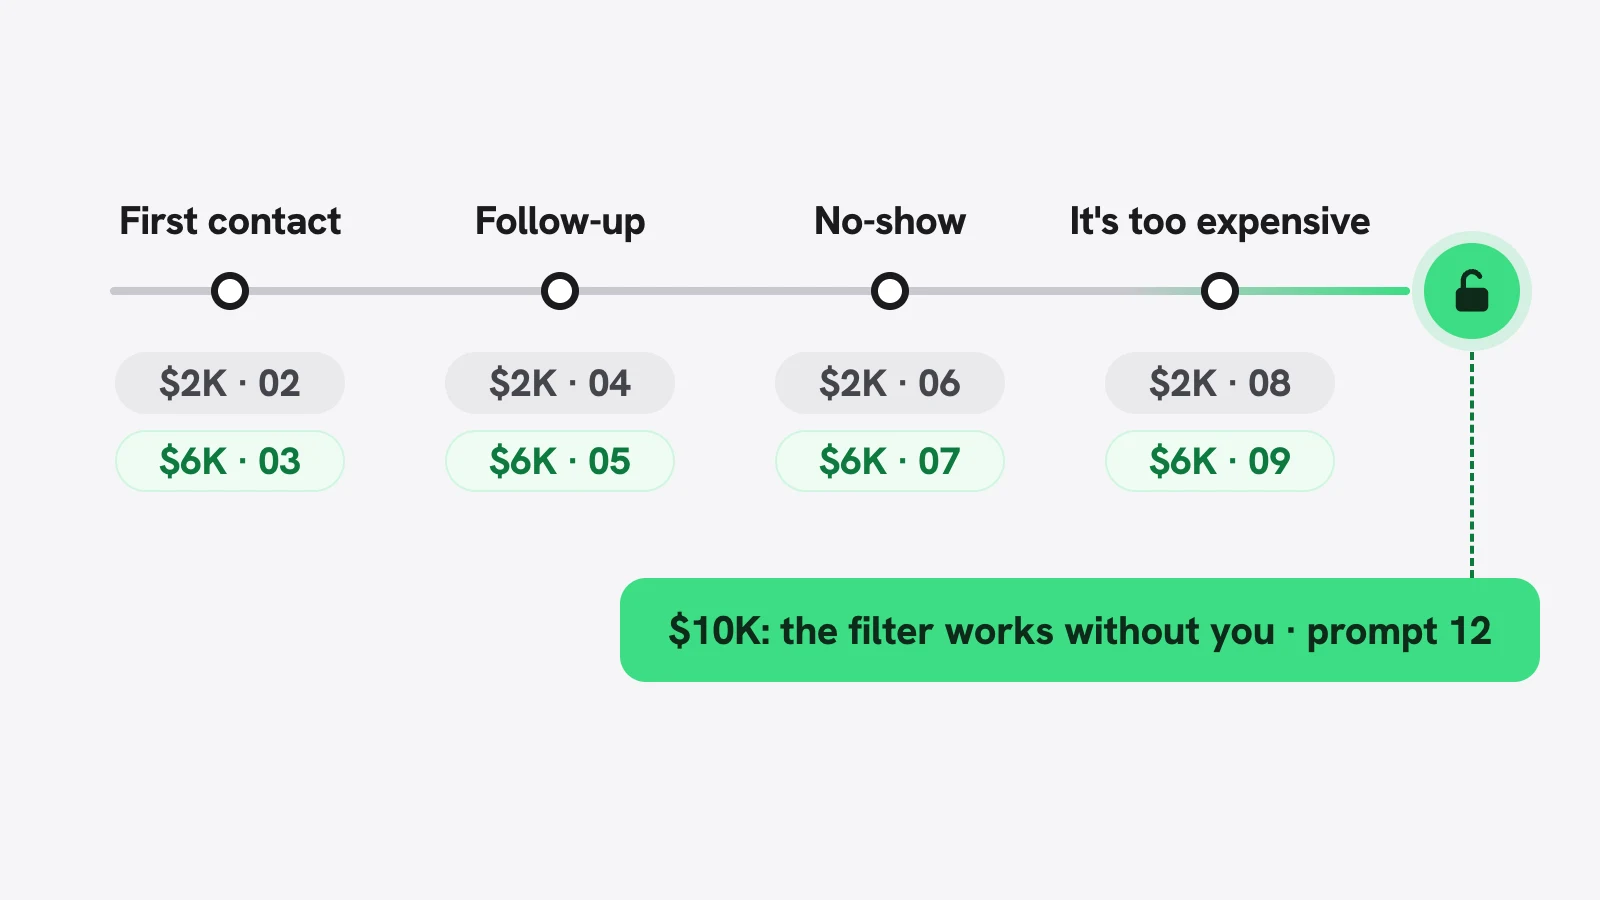 First contact
Follow-up
No-show
It's too expensive
$2K · 02
$2K · 04
$2K · 06
$2K · 08
$6K · 03
$6K · 05
$6K · 07
$6K · 09
$10K: the filter works without you · prompt 12